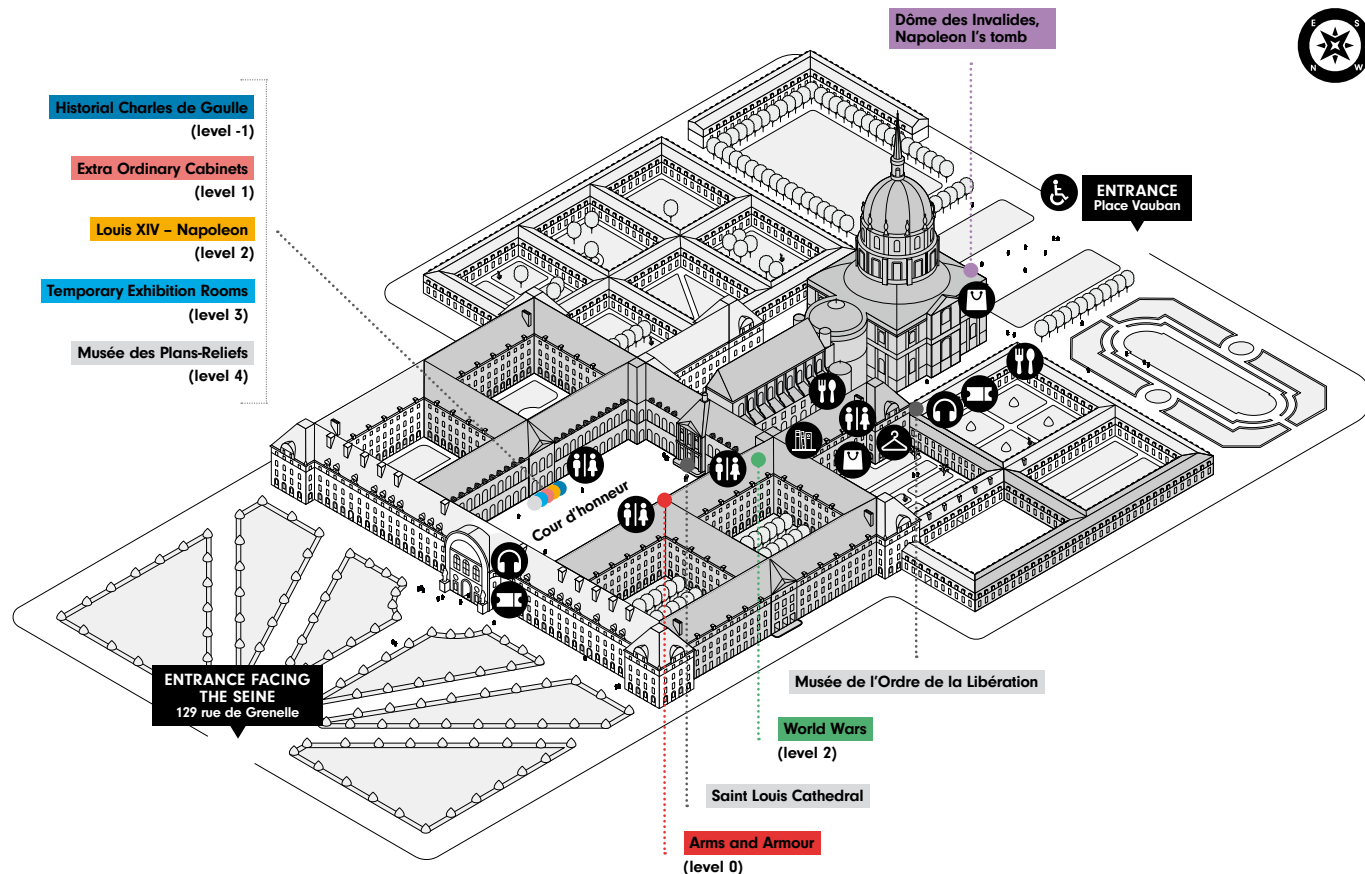 Dôme des Invalides,
Napoleon I's tomb
E S
N W
Historial Charles de Gaulle
(level -1)
Extra Ordinary Cabinets
(level 1)
Louis XIV – Napoleon
(level 2)
Temporary Exhibition Rooms
(level 3)
Musée des Plans-Reliefs
(level 4)
ENTRANCE
Place Vauban
Cour d'honneur
ENTRANCE FACING
THE SEINE
129 rue de Grenelle
Musée de l'Ordre de la Libération
World Wars
(level 2)
Saint Louis Cathedral
Arms and Armour
(level 0)